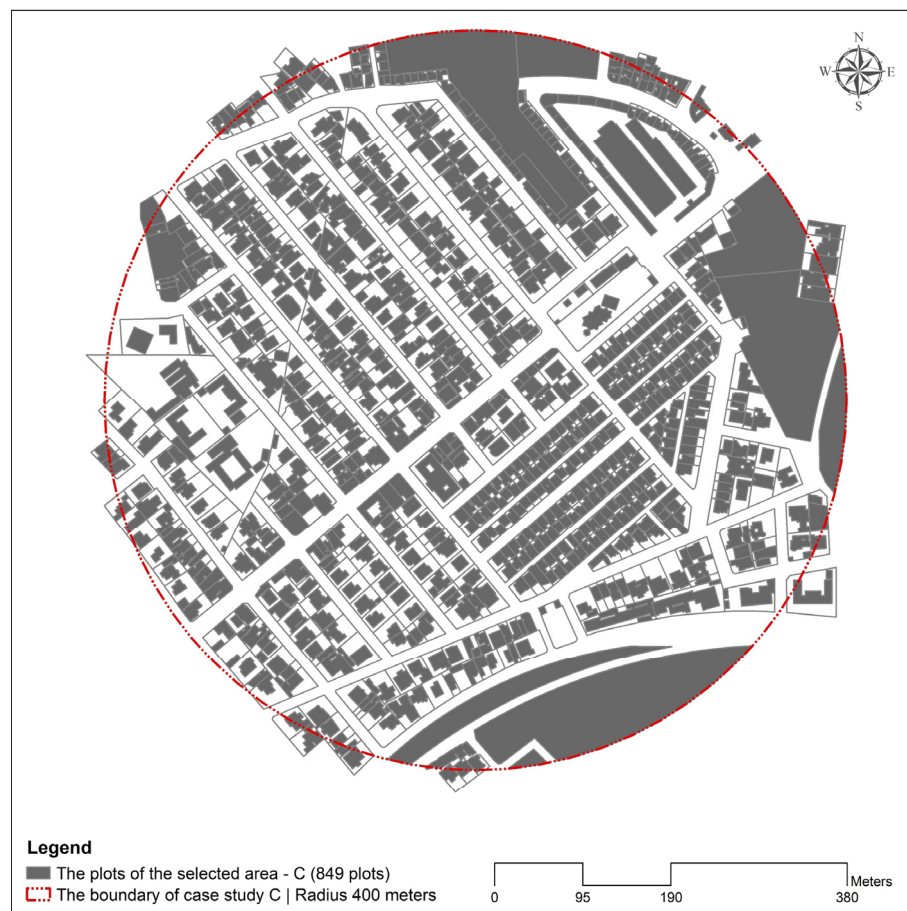 N
W E
S
Legend
The plots of the selected area - C (849 plots)
The boundary of case study C | Radius 400 meters
Meters
0 95 190 380